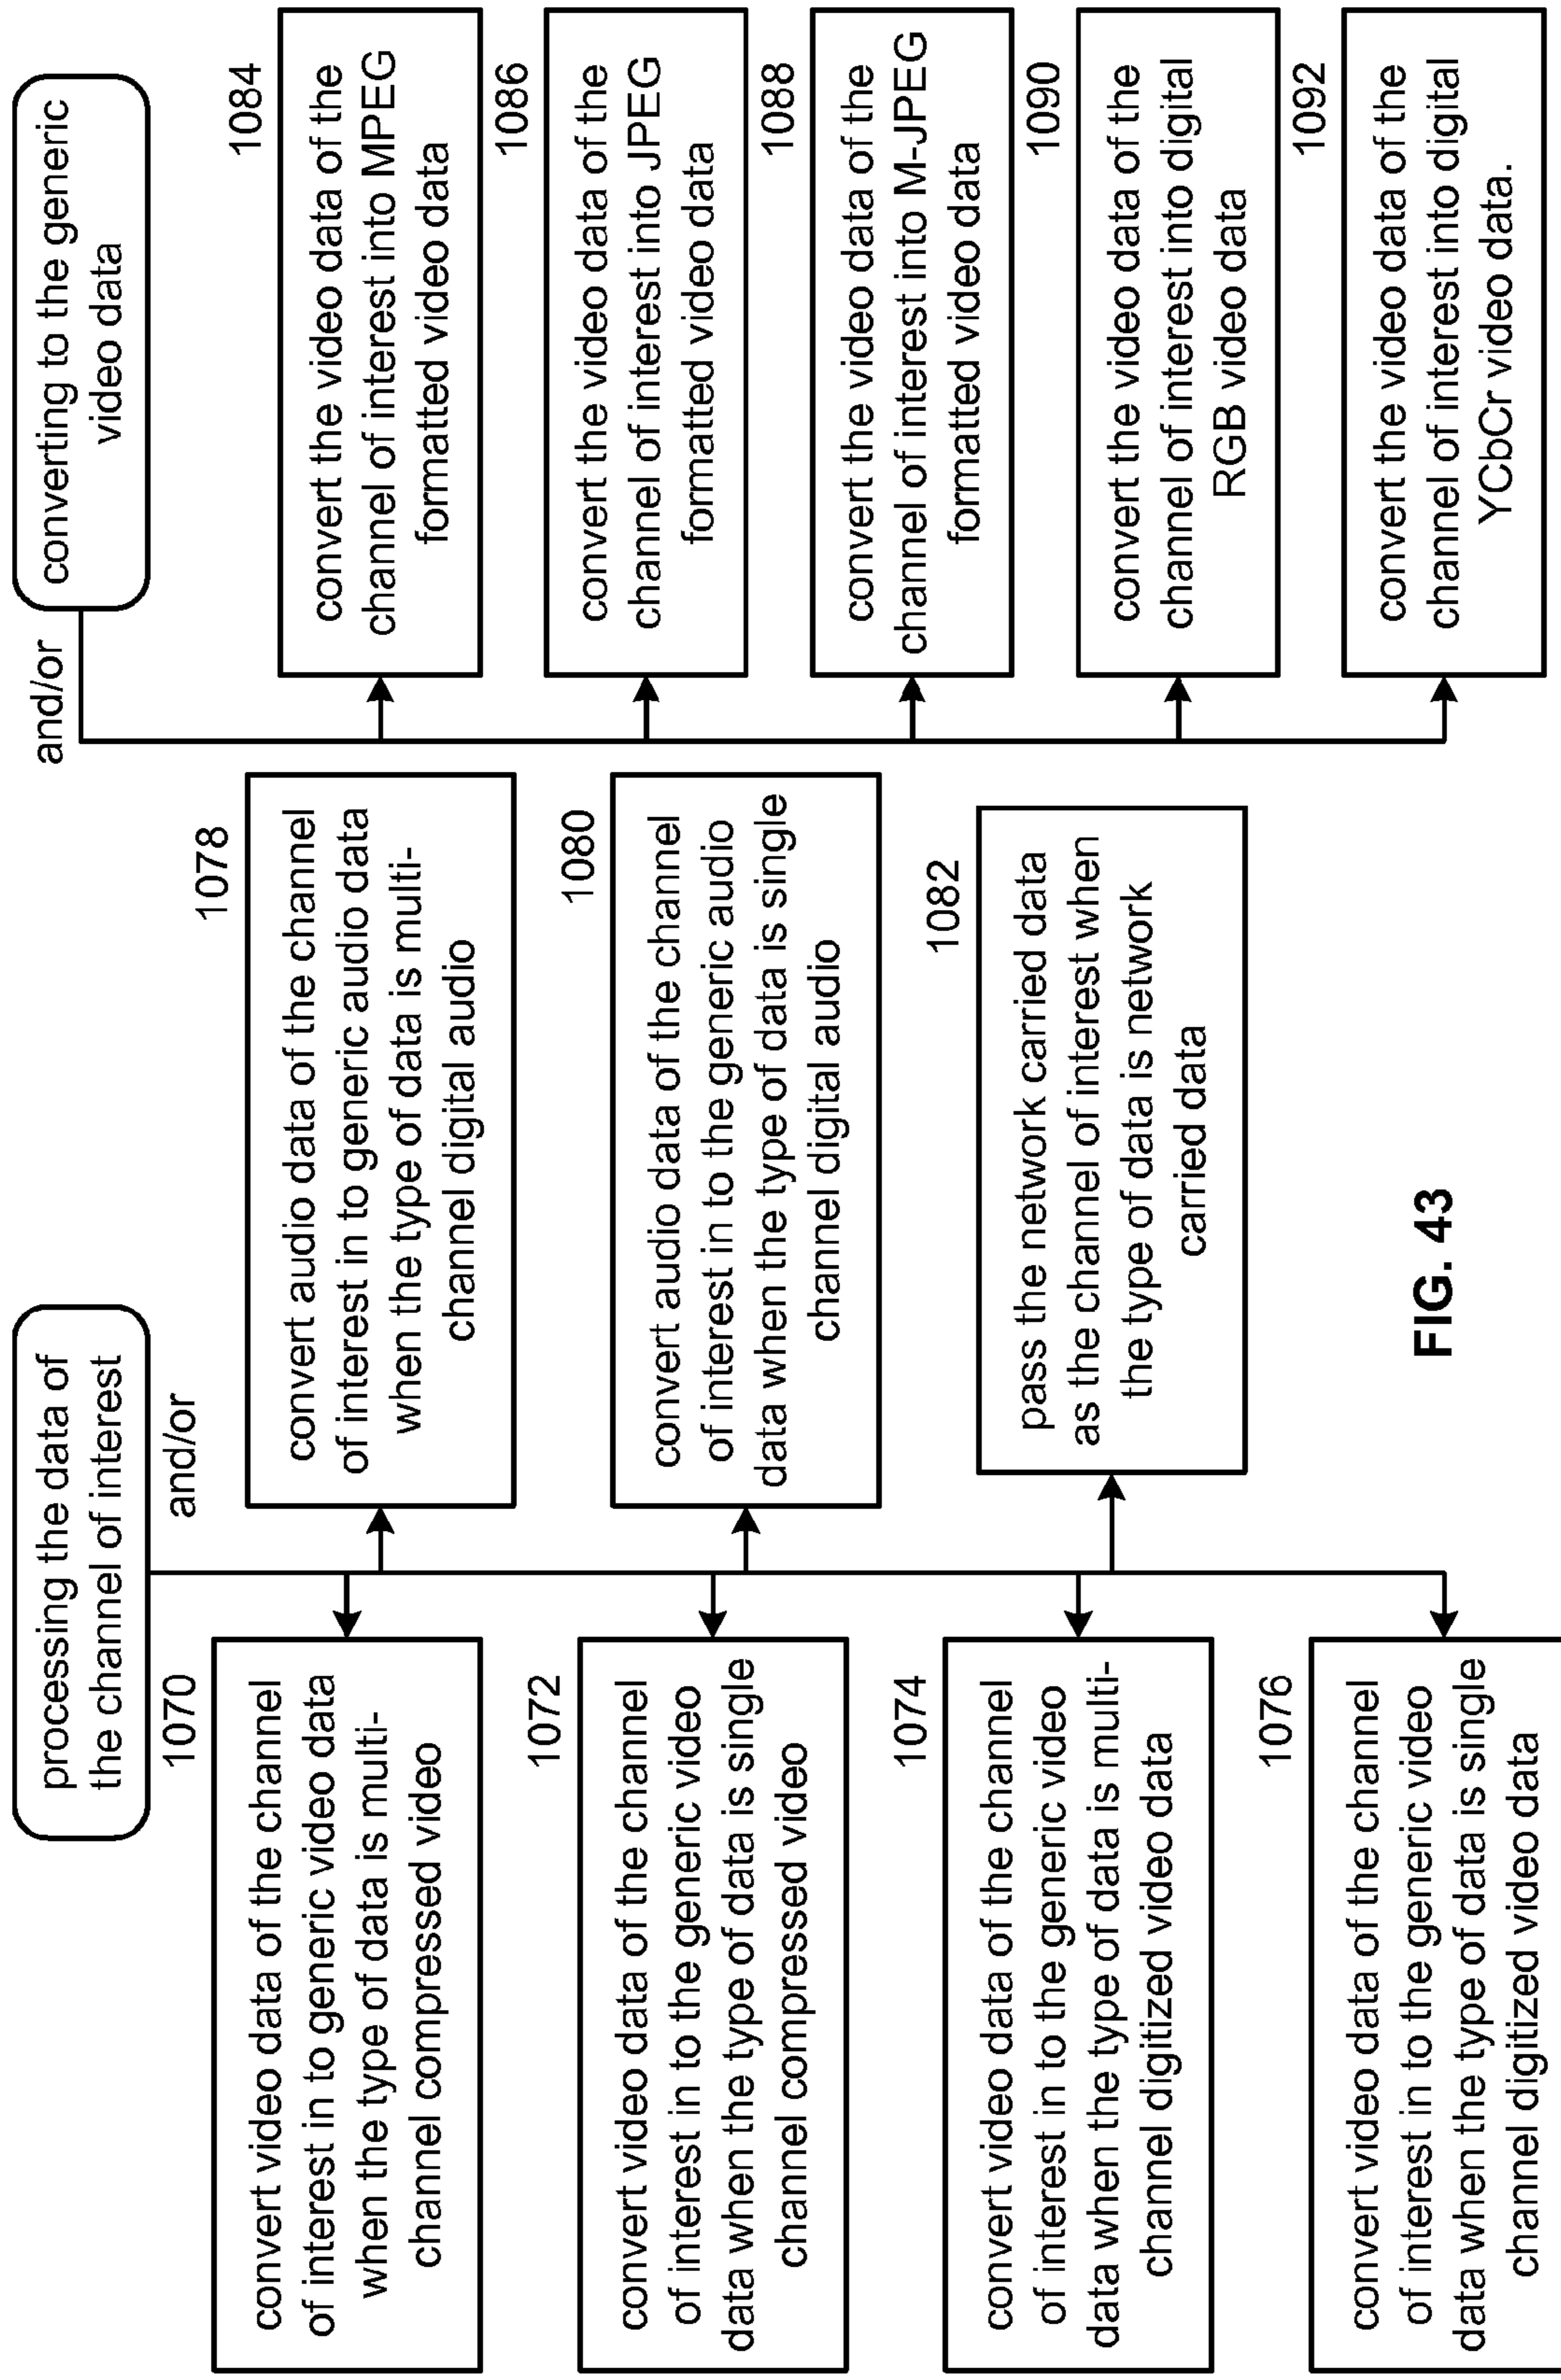 processing the data of
the channel of interest
and/or
1070
convert video data of the channel
of interest in to generic video data
when the type of data is multi-
channel compressed video
1072
convert video data of the channel
of interest in to the generic video
data when the type of data is single
channel compressed video
1074
convert video data of the channel
of interest in to the generic video
data when the type of data is multi-
channel digitized video data
1076
convert video data of the channel
of interest in to the generic video
data when the type of data is single
channel digitized video data
1078
convert audio data of the channel
of interest in to generic audio data
when the type of data is multi-
channel digital audio
1080
convert audio data of the channel
of interest in to the generic audio
data when the type of data is single
channel digital audio
1082
pass the network carried data
as the channel of interest when
the type of data is network
carried data
converting to the generic
video data
and/or
1084
convert the video data of the
channel of interest into MPEG
formatted video data
1086
convert the video data of the
channel of interest into JPEG
formatted video data
1088
convert the video data of the
channel of interest into M-JPEG
formatted video data
1090
convert the video data of the
channel of interest into digital
RGB video data
1092
convert the video data of the
channel of interest into digital
YCbCr video data.
FIG. 43